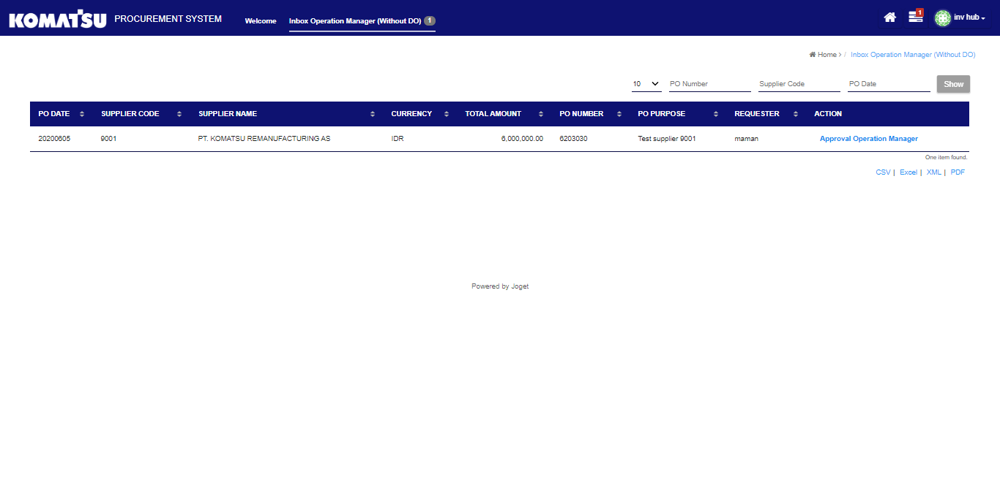 KOMATSU PROCUREMENT SYSTEM Welcome Inbox Operation Manager (Without DO) 1 1 inv hub
Home > / Inbox Operation Manager (Without DO)
10 PO Number Supplier Code PO Date Show
PO DATE SUPPLIER CODE SUPPLIER NAME CURRENCY TOTAL AMOUNT PO NUMBER PO PURPOSE REQUESTER ACTION
20200605 9001 PT. KOMATSU REMANUFACTURING AS IDR 6,000,000.00 6203030 Test supplier 9001 maman Approval Operation Manager
One item found.
CSV | Excel | XML | PDF
Powered by Joget